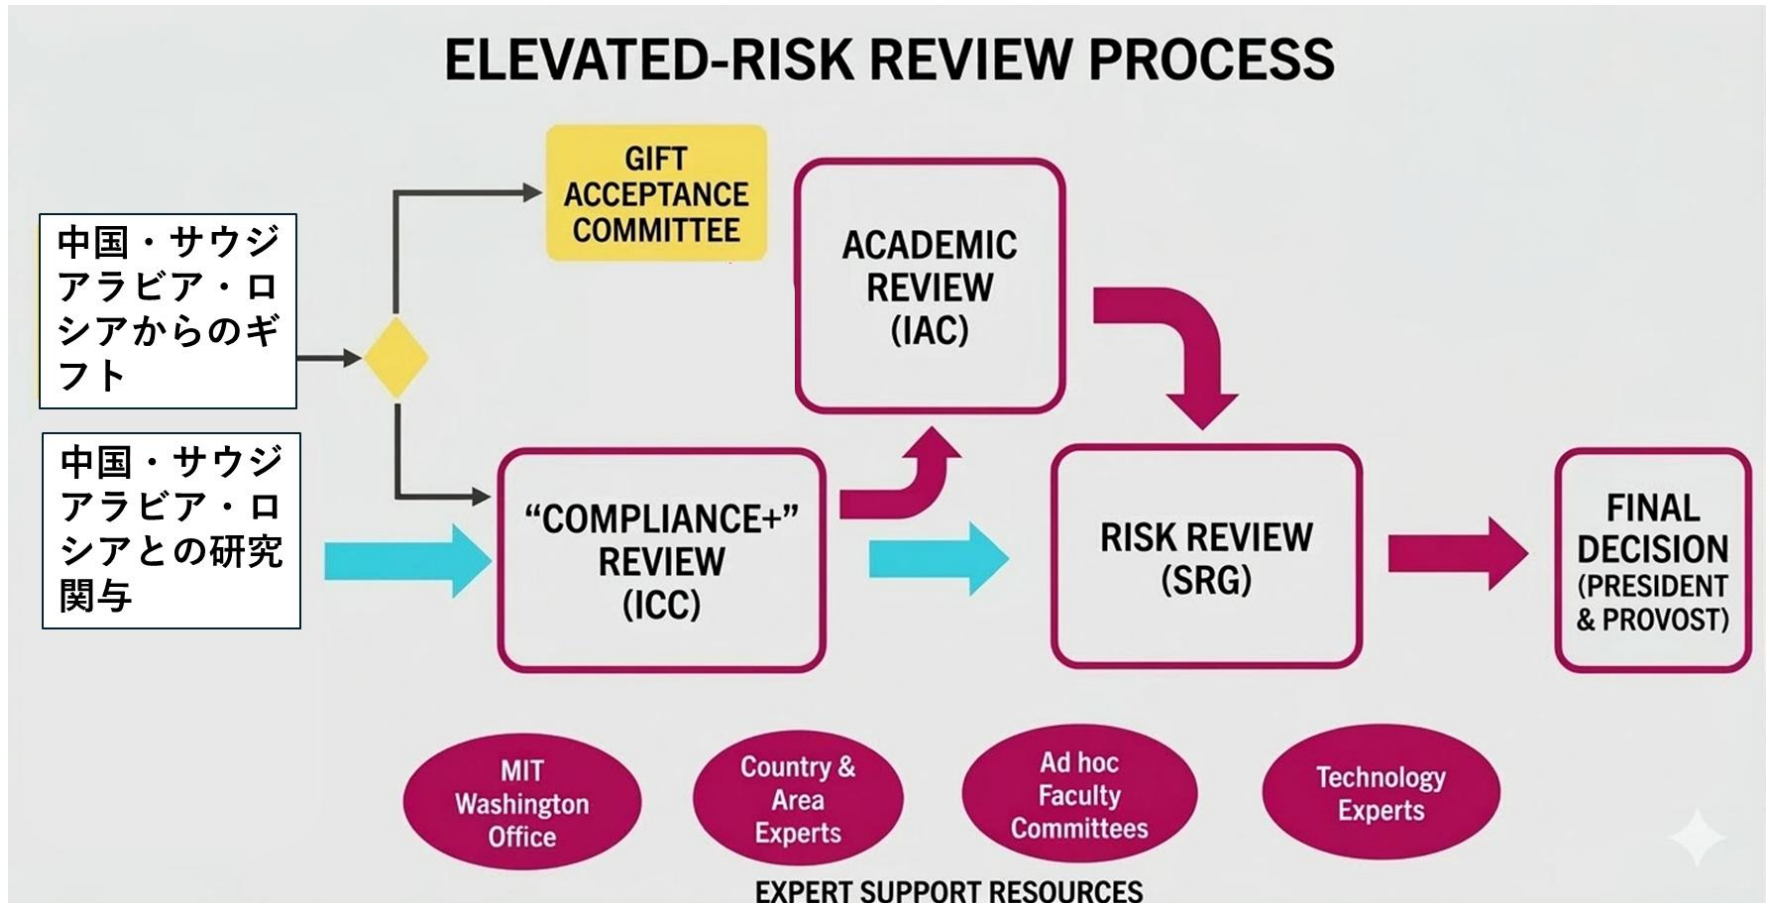 ELEVATED-RISK REVIEW PROCESS
中国・サウジ
アラビア・ロ
シアからのギ
フト
GIFT
ACCEPTANCE
COMMITTEE
ACADEMIC
REVIEW
(IAC)
中国・サウジ
アラビア・ロ
シアとの研究
関与
“COMPLIANCE+”
REVIEW
(ICC)
RISK REVIEW
(SRG)
FINAL
DECISION
(PRESIDENT
& PROVOST)
MIT
Washington
Office
Country &
Area
Experts
Ad hoc
Faculty
Committees
Technology
Experts
EXPERT SUPPORT RESOURCES